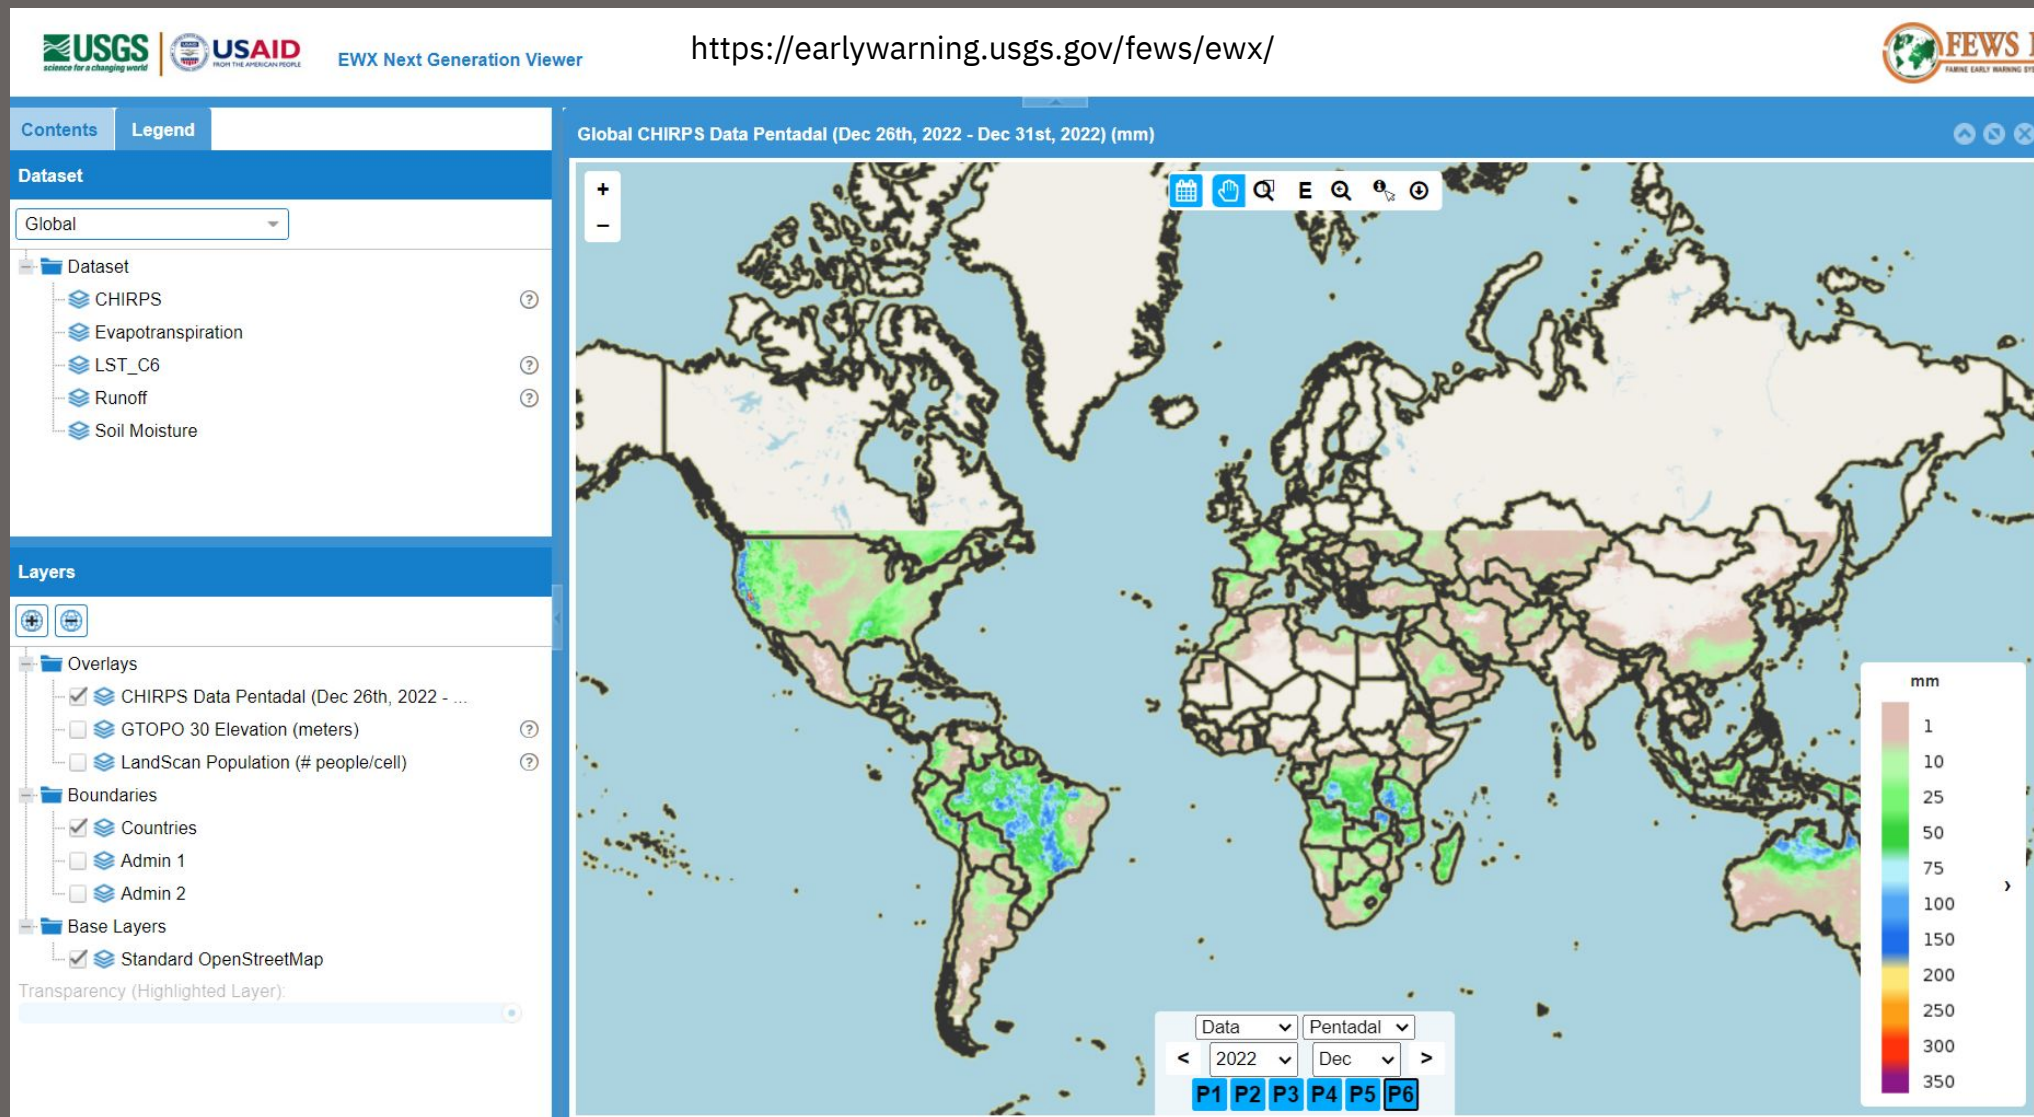 USGS
science for a changing world
USAID
FROM THE AMERICAN PEOPLE
EWX Next Generation Viewer
https://earlywarning.usgs.gov/fews/ewx/
FEWS
FAMINE EARLY WARNING
Contents
Legend
Dataset
Global
Dataset
CHIRPS
?
Evapotranspiration
LST_C6
?
Runoff
?
Soil Moisture
Layers
Overlays
CHIRPS Data Pentadal (Dec 26th, 2022 - ...
GTOPO 30 Elevation (meters)
?
LandScan Population (# people/cell)
?
Boundaries
Countries
Admin 1
Admin 2
Base Layers
Standard OpenStreetMap
Transparency (Highlighted Layer):
Global CHIRPS Data Pentadal (Dec 26th, 2022 - Dec 31st, 2022) (mm)
+
−
E
mm
1
10
25
50
75
100
150
200
250
300
350
›
Data Pentadal
< 2022 Dec >
P1 P2 P3 P4 P5 P6